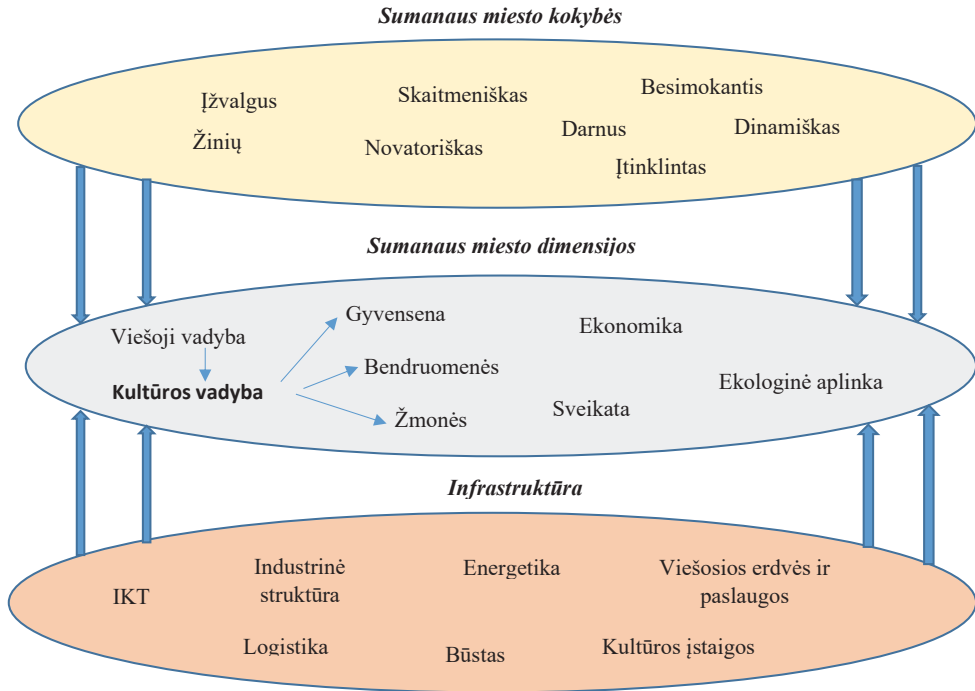 Sumanaus miesto kokybės
Įžvalgus
Skaitmeniškas
Besimokantis
Žinių
Novatoriškas
Darnus
Dinamiškas
Įtinklintas
Sumanaus miesto dimensijos
Viešoji vadyba
Gyvensena
Ekonomika
Kultūros vadyba
Bendruomenės
Ekologinė aplinka
Žmonės
Sveikata
Infrastruktūra
IKT
Industrinė
struktūra
Energetika
Viešosios erdvės ir
paslaugos
Logistika
Būstas
Kultūros įstaigos